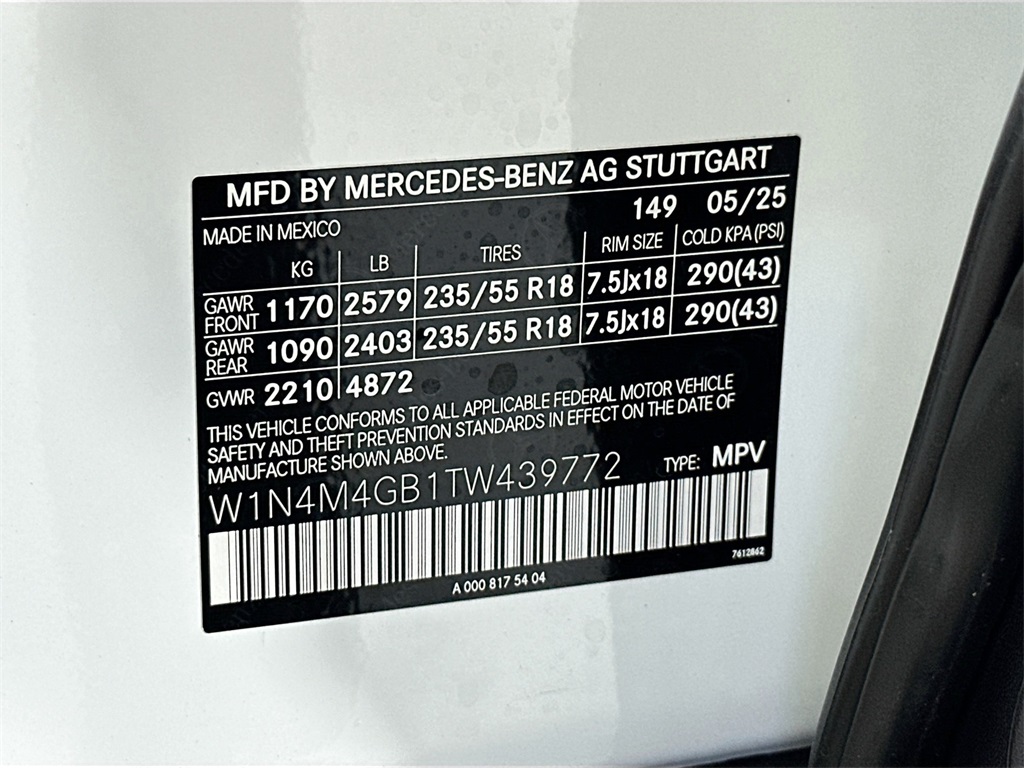 MFD BY MERCEDES-BENZ AG STUTTGART
149 05/25
MADE IN MEXICO
KG LB TIRES RIM SIZE COLD KPA (PSI)
GAWR FRONT 1170 2579 235/55 R18 7.5Jx18 290(43)
GAWR REAR 1090 2403 235/55 R18 7.5Jx18 290(43)
GVWR 2210 4872
THIS VEHICLE CONFORMS TO ALL APPLICABLE FEDERAL MOTOR VEHICLE
SAFETY AND THEFT PREVENTION STANDARDS IN EFFECT ON THE DATE OF
MANUFACTURE SHOWN ABOVE.
W1N4M4GB1TW439772 TYPE: MPV
7612862
A 000 817 54 04